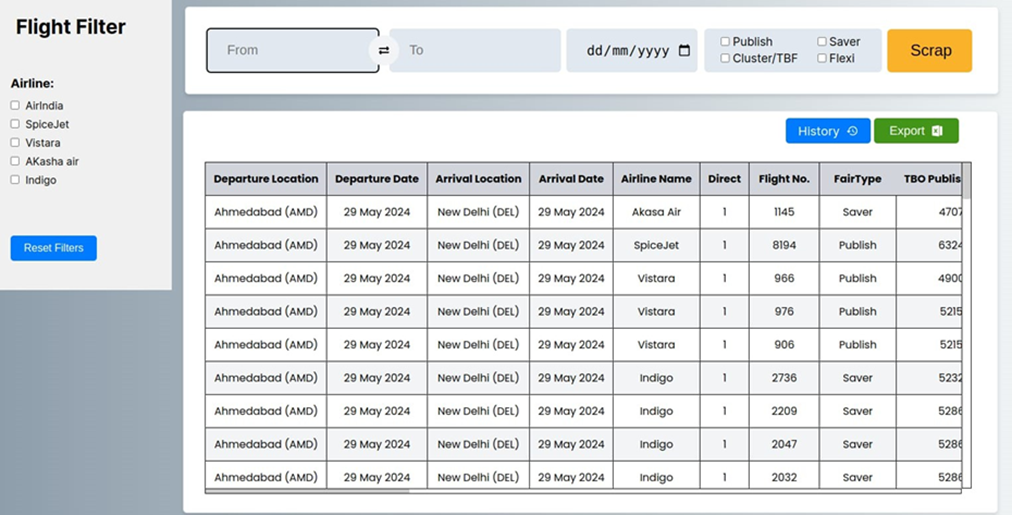 Flight Filter
Airline:
AirIndia
SpiceJet
Vistara
AKasha air
Indigo
Reset Filters
From ⇄ To dd/mm/yyyy Publish Saver Scrap
Cluster/TBF Flexi
History Export
Departure Location Departure Date Arrival Location Arrival Date Airline Name Direct Flight No. FairType TBO Publis
Ahmedabad (AMD) 29 May 2024 New Delhi (DEL) 29 May 2024 Akasa Air 1 1145 Saver 4707
Ahmedabad (AMD) 29 May 2024 New Delhi (DEL) 29 May 2024 SpiceJet 1 8194 Publish 6324
Ahmedabad (AMD) 29 May 2024 New Delhi (DEL) 29 May 2024 Vistara 1 966 Publish 4900
Ahmedabad (AMD) 29 May 2024 New Delhi (DEL) 29 May 2024 Vistara 1 976 Publish 5215
Ahmedabad (AMD) 29 May 2024 New Delhi (DEL) 29 May 2024 Vistara 1 906 Publish 5215
Ahmedabad (AMD) 29 May 2024 New Delhi (DEL) 29 May 2024 Indigo 1 2736 Saver 5232
Ahmedabad (AMD) 29 May 2024 New Delhi (DEL) 29 May 2024 Indigo 1 2209 Saver 5286
Ahmedabad (AMD) 29 May 2024 New Delhi (DEL) 29 May 2024 Indigo 1 2047 Saver 5286
Ahmedabad (AMD) 29 May 2024 New Delhi (DEL) 29 May 2024 Indigo 1 2032 Saver 5286